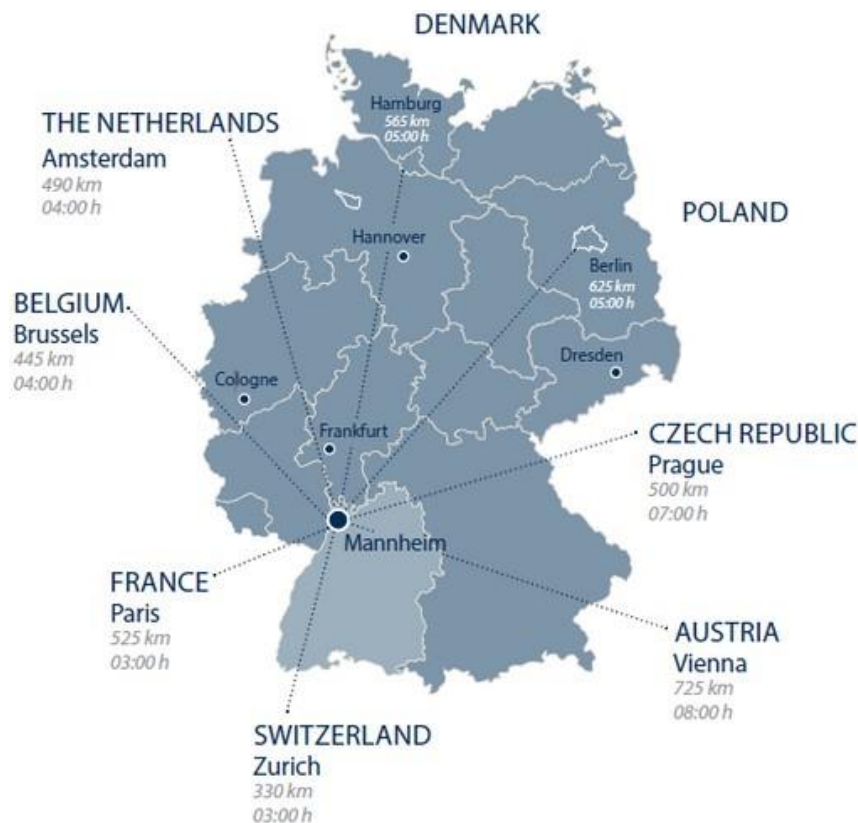 DENMARK
Hamburg
565 km
05:00 h
THE NETHERLANDS
Amsterdam
490 km
04:00 h
POLAND
Hannover
Berlin
625 km
05:00 h
BELGIUM
Brussels
445 km
04:00 h
Dresden
Cologne
Frankfurt
CZECH REPUBLIC
Prague
500 km
07:00 h
Mannheim
FRANCE
Paris
525 km
03:00 h
AUSTRIA
Vienna
725 km
08:00 h
SWITZERLAND
Zurich
330 km
03:00 h